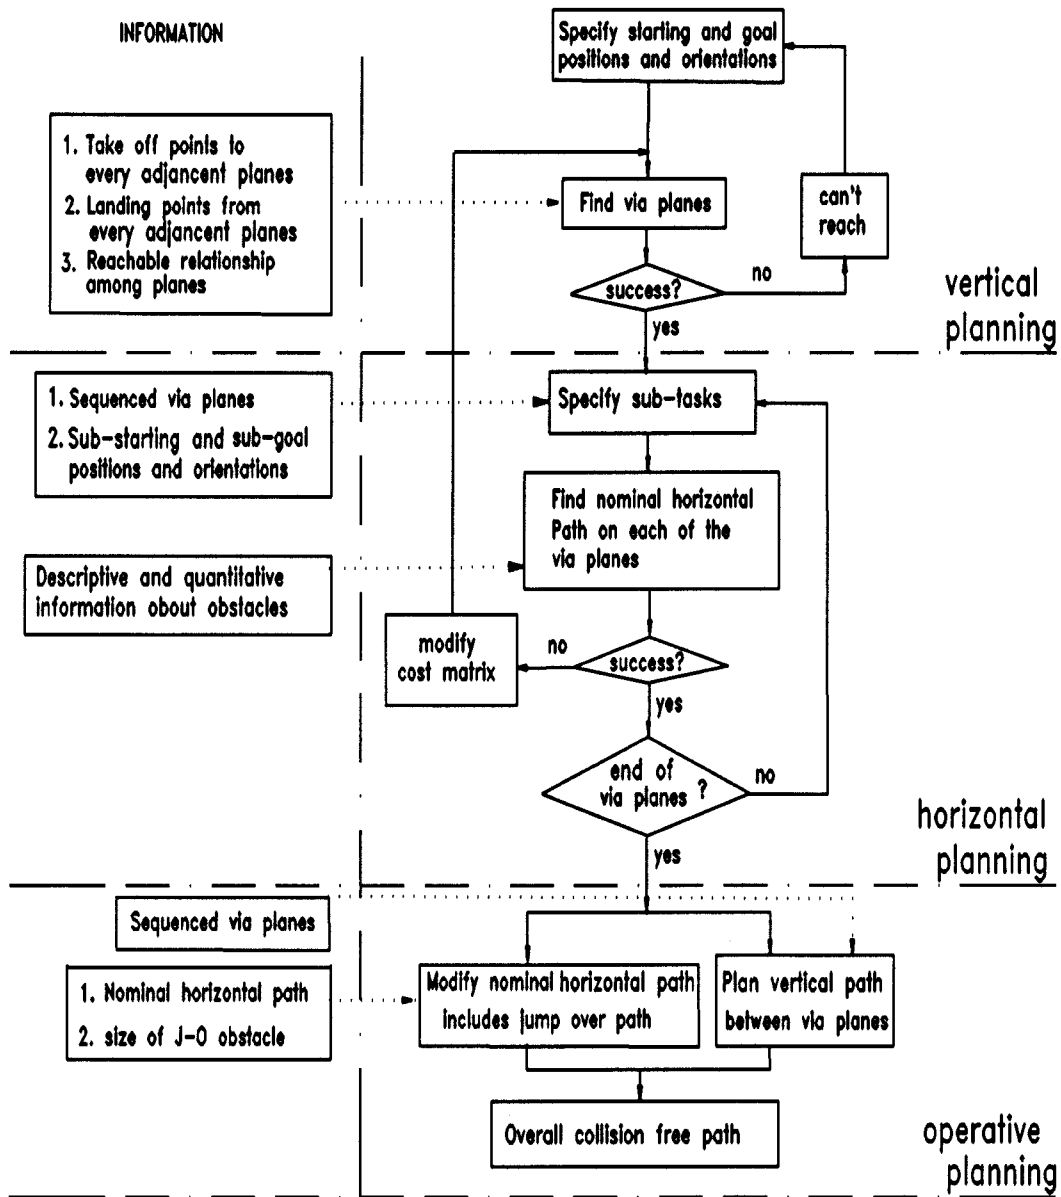 INFORMATION
Specify starting and goal
positions and orientations
1. Take off points to
every adjancent planes
2. Landing points from
every adjancent planes
3. Reachable relationship
among planes
Find via planes
can't
reach
success?
no
yes
vertical
planning
1. Sequenced via planes
2. Sub-starting and sub-goal
positions and orientations
Specify sub-tasks
Find nominal horizontal
Path on each of the
via planes
Descriptive and quantitative
information obout obstacles
modify
cost matrix
no
success?
yes
end of
via planes ?
no
yes
horizontal
planning
Sequenced via planes
1. Nominal horizontal path
2. size of J-O obstacle
Modify nominal horizontal path
includes jump over path
Plan vertical path
between via planes
Overall collision free path
operative
planning